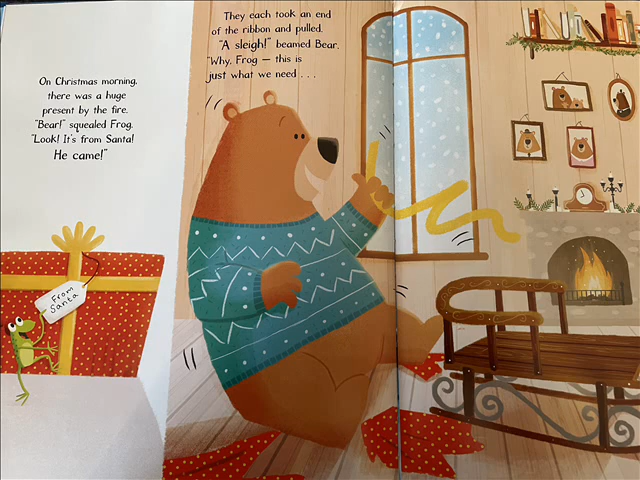 On Christmas morning,
there was a huge
present by the fire.
"Bear!" squealed Frog.
"Look! It's from Santa!
He came!"
From
Santa
They each took an end
of the ribbon and pulled.
"A sleigh!" beamed Bear.
"Why, Frog – this is
just what we need . . .